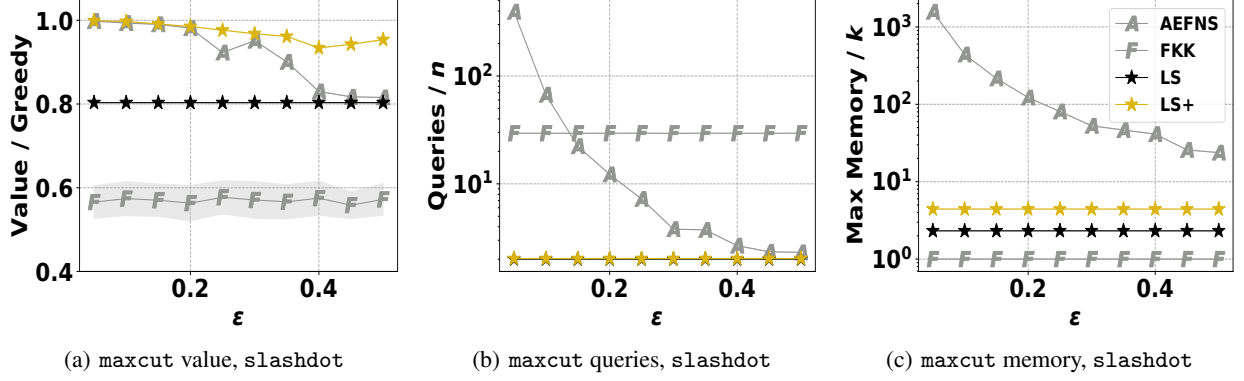 1.0
0.8
0.6
0.4
0.2
0.4
Value / Greedy
ε
10²
10¹
0.2
0.4
Queries / n
ε
10³
10²
10¹
10⁰
0.2
0.4
Max Memory / k
ε
AEFNS
FKK
LS
LS+
(a) maxcut value, slashdot
(b) maxcut queries, slashdot
(c) maxcut memory, slashdot